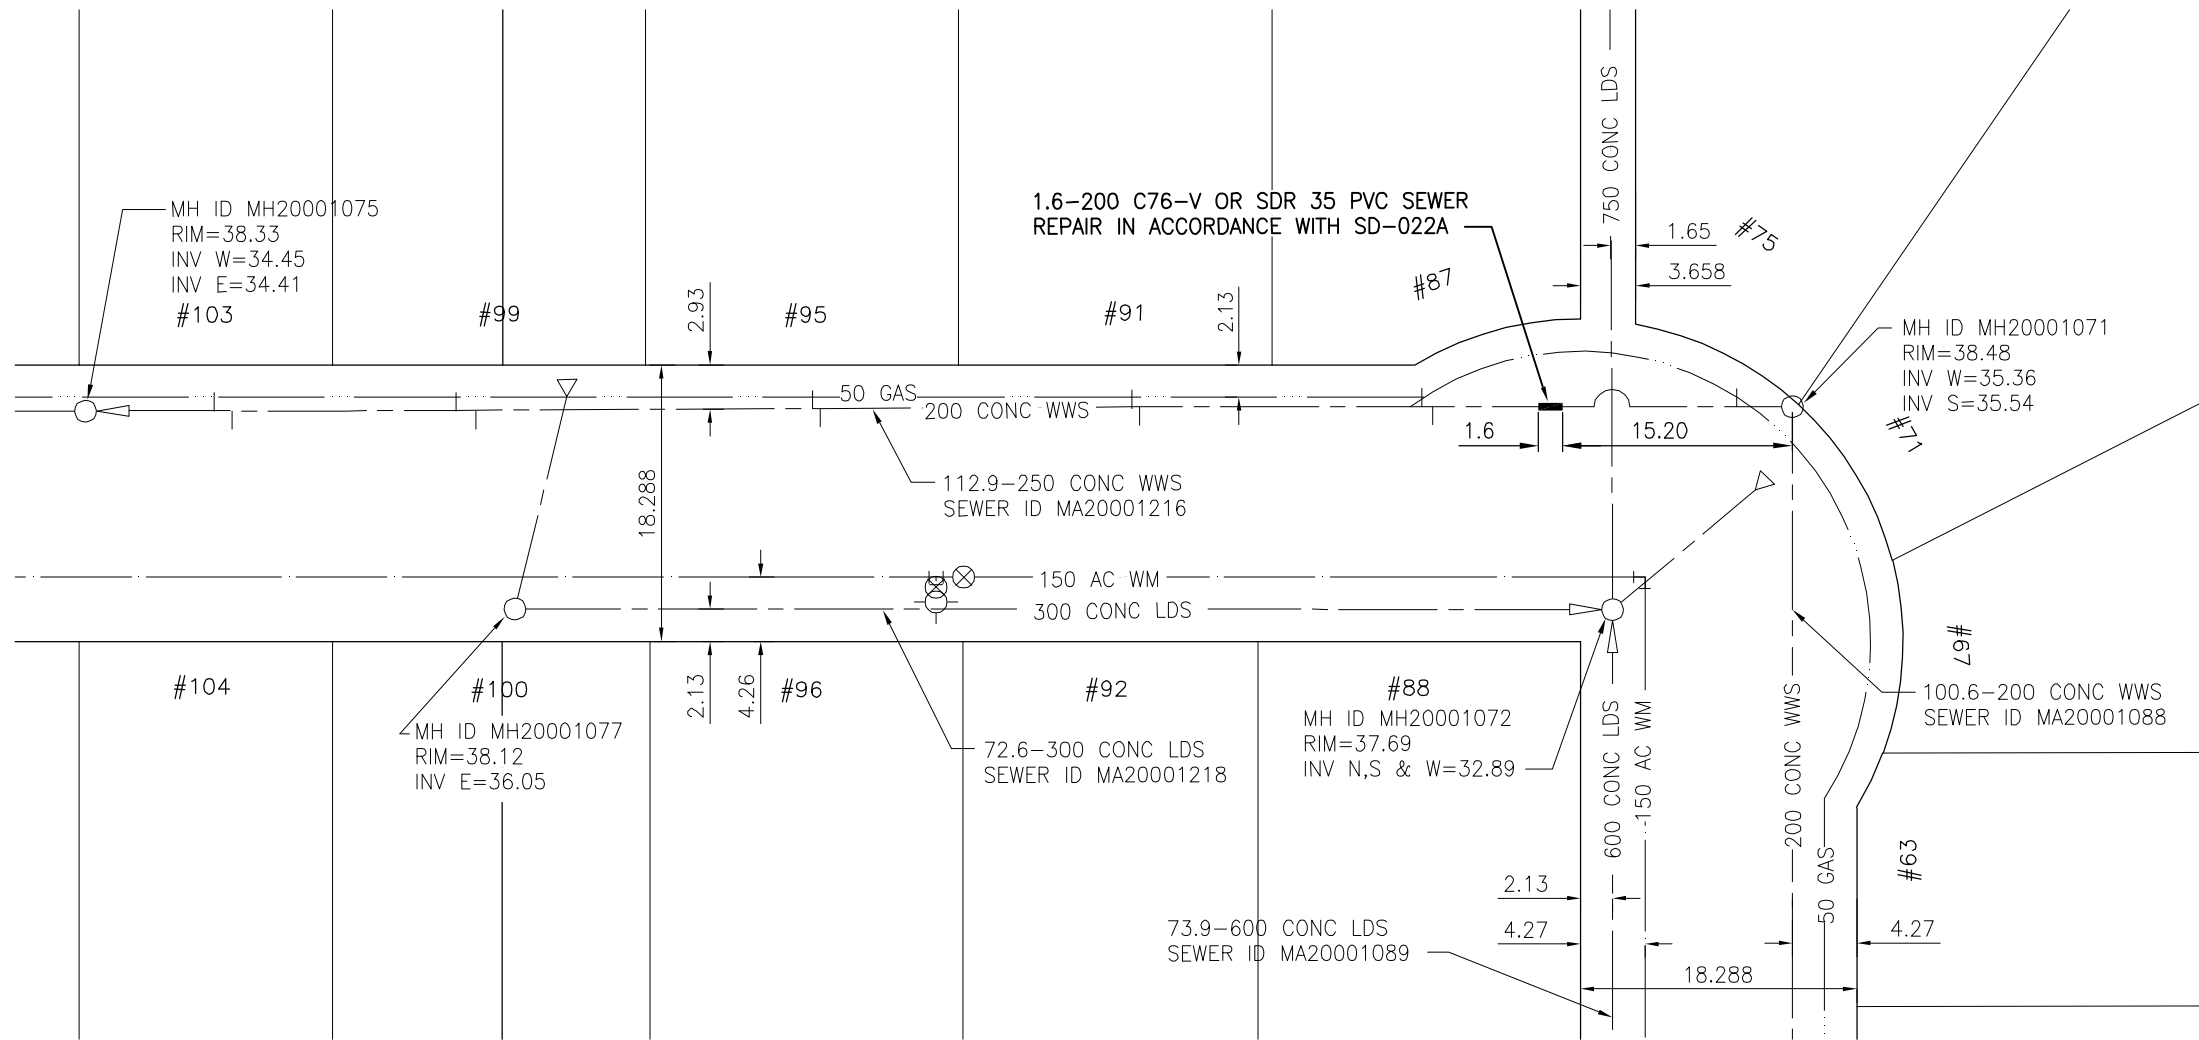 750 CONC LDS
MH ID MH20001075
RIM=38.33
INV W=34.45
INV E=34.41
#103
#99
2.93
#95
#91
2.13
1.6-200 C76-V OR SDR 35 PVC SEWER
REPAIR IN ACCORDANCE WITH SD-022A
#87
1.65
#75
3.658
MH ID MH20001071
RIM=38.48
INV W=35.36
INV S=35.54
#71
50 GAS
200 CONC WWS
1.6
15.20
112.9-250 CONC WWS
SEWER ID MA20001216
18.288
150 AC WM
300 CONC LDS
#67
#104
#100
2.13
4.26
#96
#92
#88
MH ID MH20001077
RIM=38.12
INV E=36.05
72.6-300 CONC LDS
SEWER ID MA20001218
MH ID MH20001072
RIM=37.69
INV N,S & W=32.89
600 CONC LDS
150 AC WM
200 CONC WWS
100.6-200 CONC WWS
SEWER ID MA20001088
50 GAS
#63
2.13
4.27
4.27
73.9-600 CONC LDS
SEWER ID MA20001089
18.288